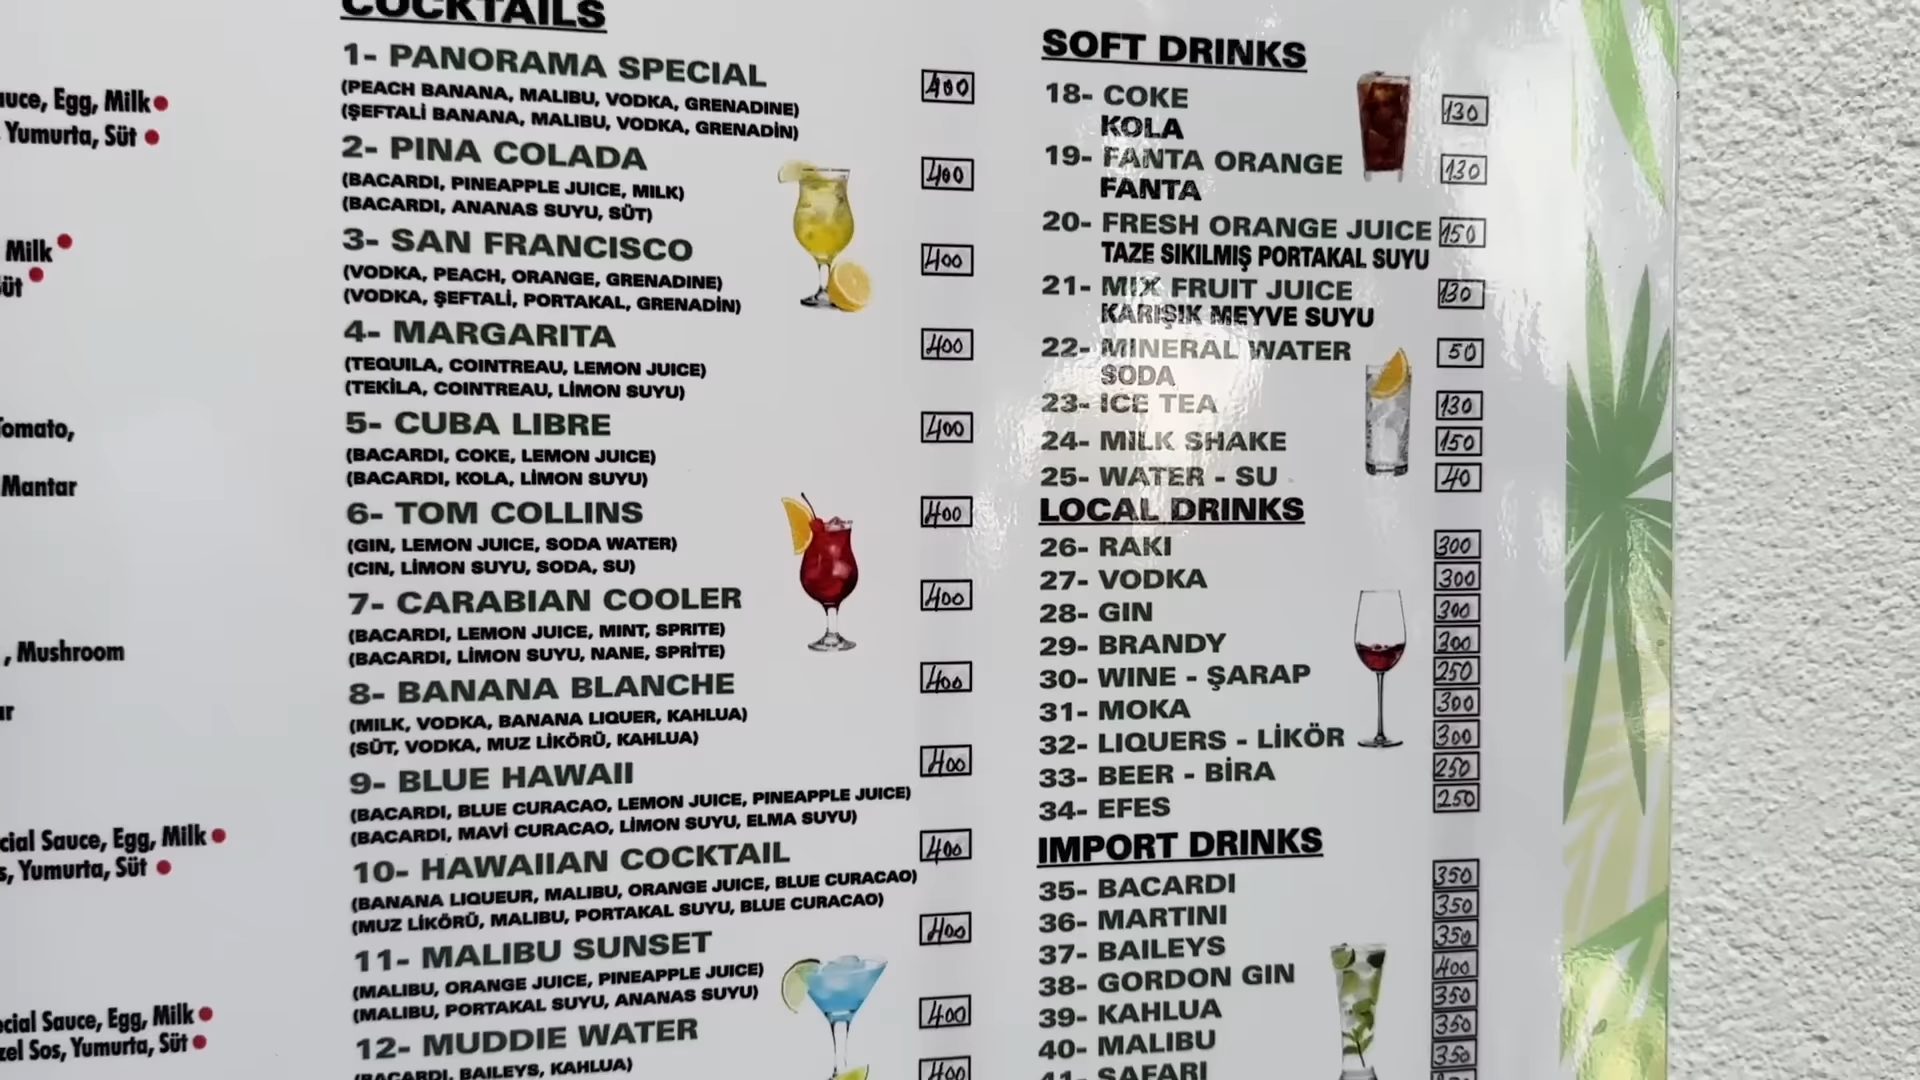 auce, Egg, Milk
Yumurta, Süt
Milk
Süt
Tomato,
Mantar
, Mushroom
ar
cial Sauce, Egg, Milk
s, Yumurta, Süt
ecial Sauce, Egg, Milk
zel Sos, Yumurta, Süt
COCKTAILS
1- PANORAMA SPECIAL 400
(PEACH BANANA, MALIBU, VODKA, GRENADINE)
(ŞEFTALİ BANANA, MALIBU, VODKA, GRENADİN)
2- PINA COLADA 400
(BACARDI, PINEAPPLE JUICE, MILK)
(BACARDI, ANANAS SUYU, SÜT)
3- SAN FRANCISCO 400
(VODKA, PEACH, ORANGE, GRENADINE)
(VODKA, ŞEFTALİ, PORTAKAL, GRENADİN)
4- MARGARITA 400
(TEQUILA, COINTREAU, LEMON JUICE)
(TEKİLA, COINTREAU, LİMON SUYU)
5- CUBA LIBRE 400
(BACARDI, COKE, LEMON JUICE)
(BACARDI, KOLA, LİMON SUYU)
6- TOM COLLINS 400
(GIN, LEMON JUICE, SODA WATER)
(CIN, LİMON SUYU, SODA, SU)
7- CARABIAN COOLER 400
(BACARDI, LEMON JUICE, MINT, SPRITE)
(BACARDI, LİMON SUYU, NANE, SPRİTE)
8- BANANA BLANCHE 400
(MILK, VODKA, BANANA LIQUER, KAHLUA)
(SÜT, VODKA, MUZ LİKÖRÜ, KAHLUA)
9- BLUE HAWAII 400
(BACARDI, BLUE CURACAO, LEMON JUICE, PINEAPPLE JUICE)
(BACARDI, MAVİ CURACAO, LİMON SUYU, ELMA SUYU)
10- HAWAIIAN COCKTAIL 400
(BANANA LIQUEUR, MALIBU, ORANGE JUICE, BLUE CURACAO)
(MUZ LİKÖRÜ, MALIBU, PORTAKAL SUYU, BLUE CURACAO)
11- MALIBU SUNSET 400
(MALIBU, ORANGE JUICE, PINEAPPLE JUICE)
(MALIBU, PORTAKAL SUYU, ANANAS SUYU)
12- MUDDIE WATER 400
(BACARDI, BAILEYS, KAHLUA)
400
SOFT DRINKS
18- COKE 130
KOLA
19- FANTA ORANGE 130
FANTA
20- FRESH ORANGE JUICE 150
TAZE SIKILMIŞ PORTAKAL SUYU
21- MIX FRUIT JUICE 130
KARIŞIK MEYVE SUYU
22- MINERAL WATER 50
SODA
23- ICE TEA 130
24- MILK SHAKE 150
25- WATER - SU 40
LOCAL DRINKS
26- RAKI 300
27- VODKA 300
28- GIN 300
29- BRANDY 300
30- WINE - ŞARAP 250
31- MOKA 300
32- LIQUERS - LİKÖR 300
33- BEER - BİRA 250
34- EFES 250
IMPORT DRINKS
35- BACARDI 350
36- MARTINI 350
37- BAILEYS 350
38- GORDON GIN 400
39- KAHLUA 350
40- MALIBU 350
41- SAFARI 350